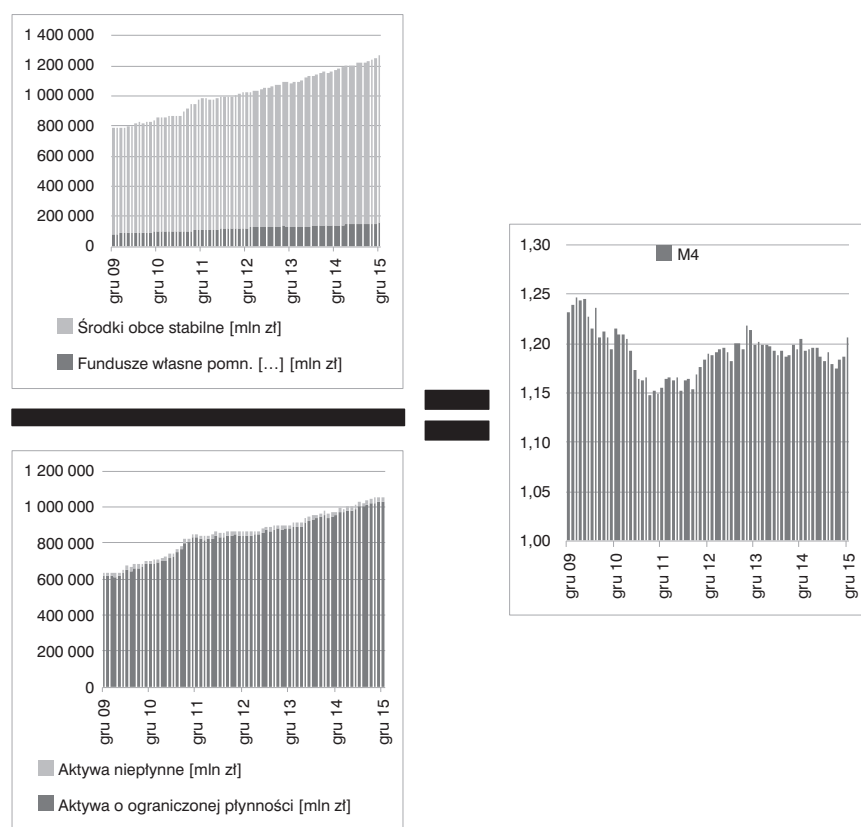 1 400 000
1 200 000
1 000 000
800 000
600 000
400 000
200 000
0
gru 09
gru 10
gru 11
gru 12
gru 13
gru 14
gru 15
Środki obce stabilne [mln zł]
Fundusze własne pomn. [...] [mln zł]
1 200 000
1 000 000
800 000
600 000
400 000
200 000
0
gru 09
gru 10
gru 11
gru 12
gru 13
gru 14
gru 15
Aktywa niepłynne [mln zł]
Aktywa o ograniczonej płynności [mln zł]
M4
1,30
1,25
1,20
1,15
1,10
1,05
1,00
gru 09
gru 10
gru 11
gru 12
gru 13
gru 14
gru 15